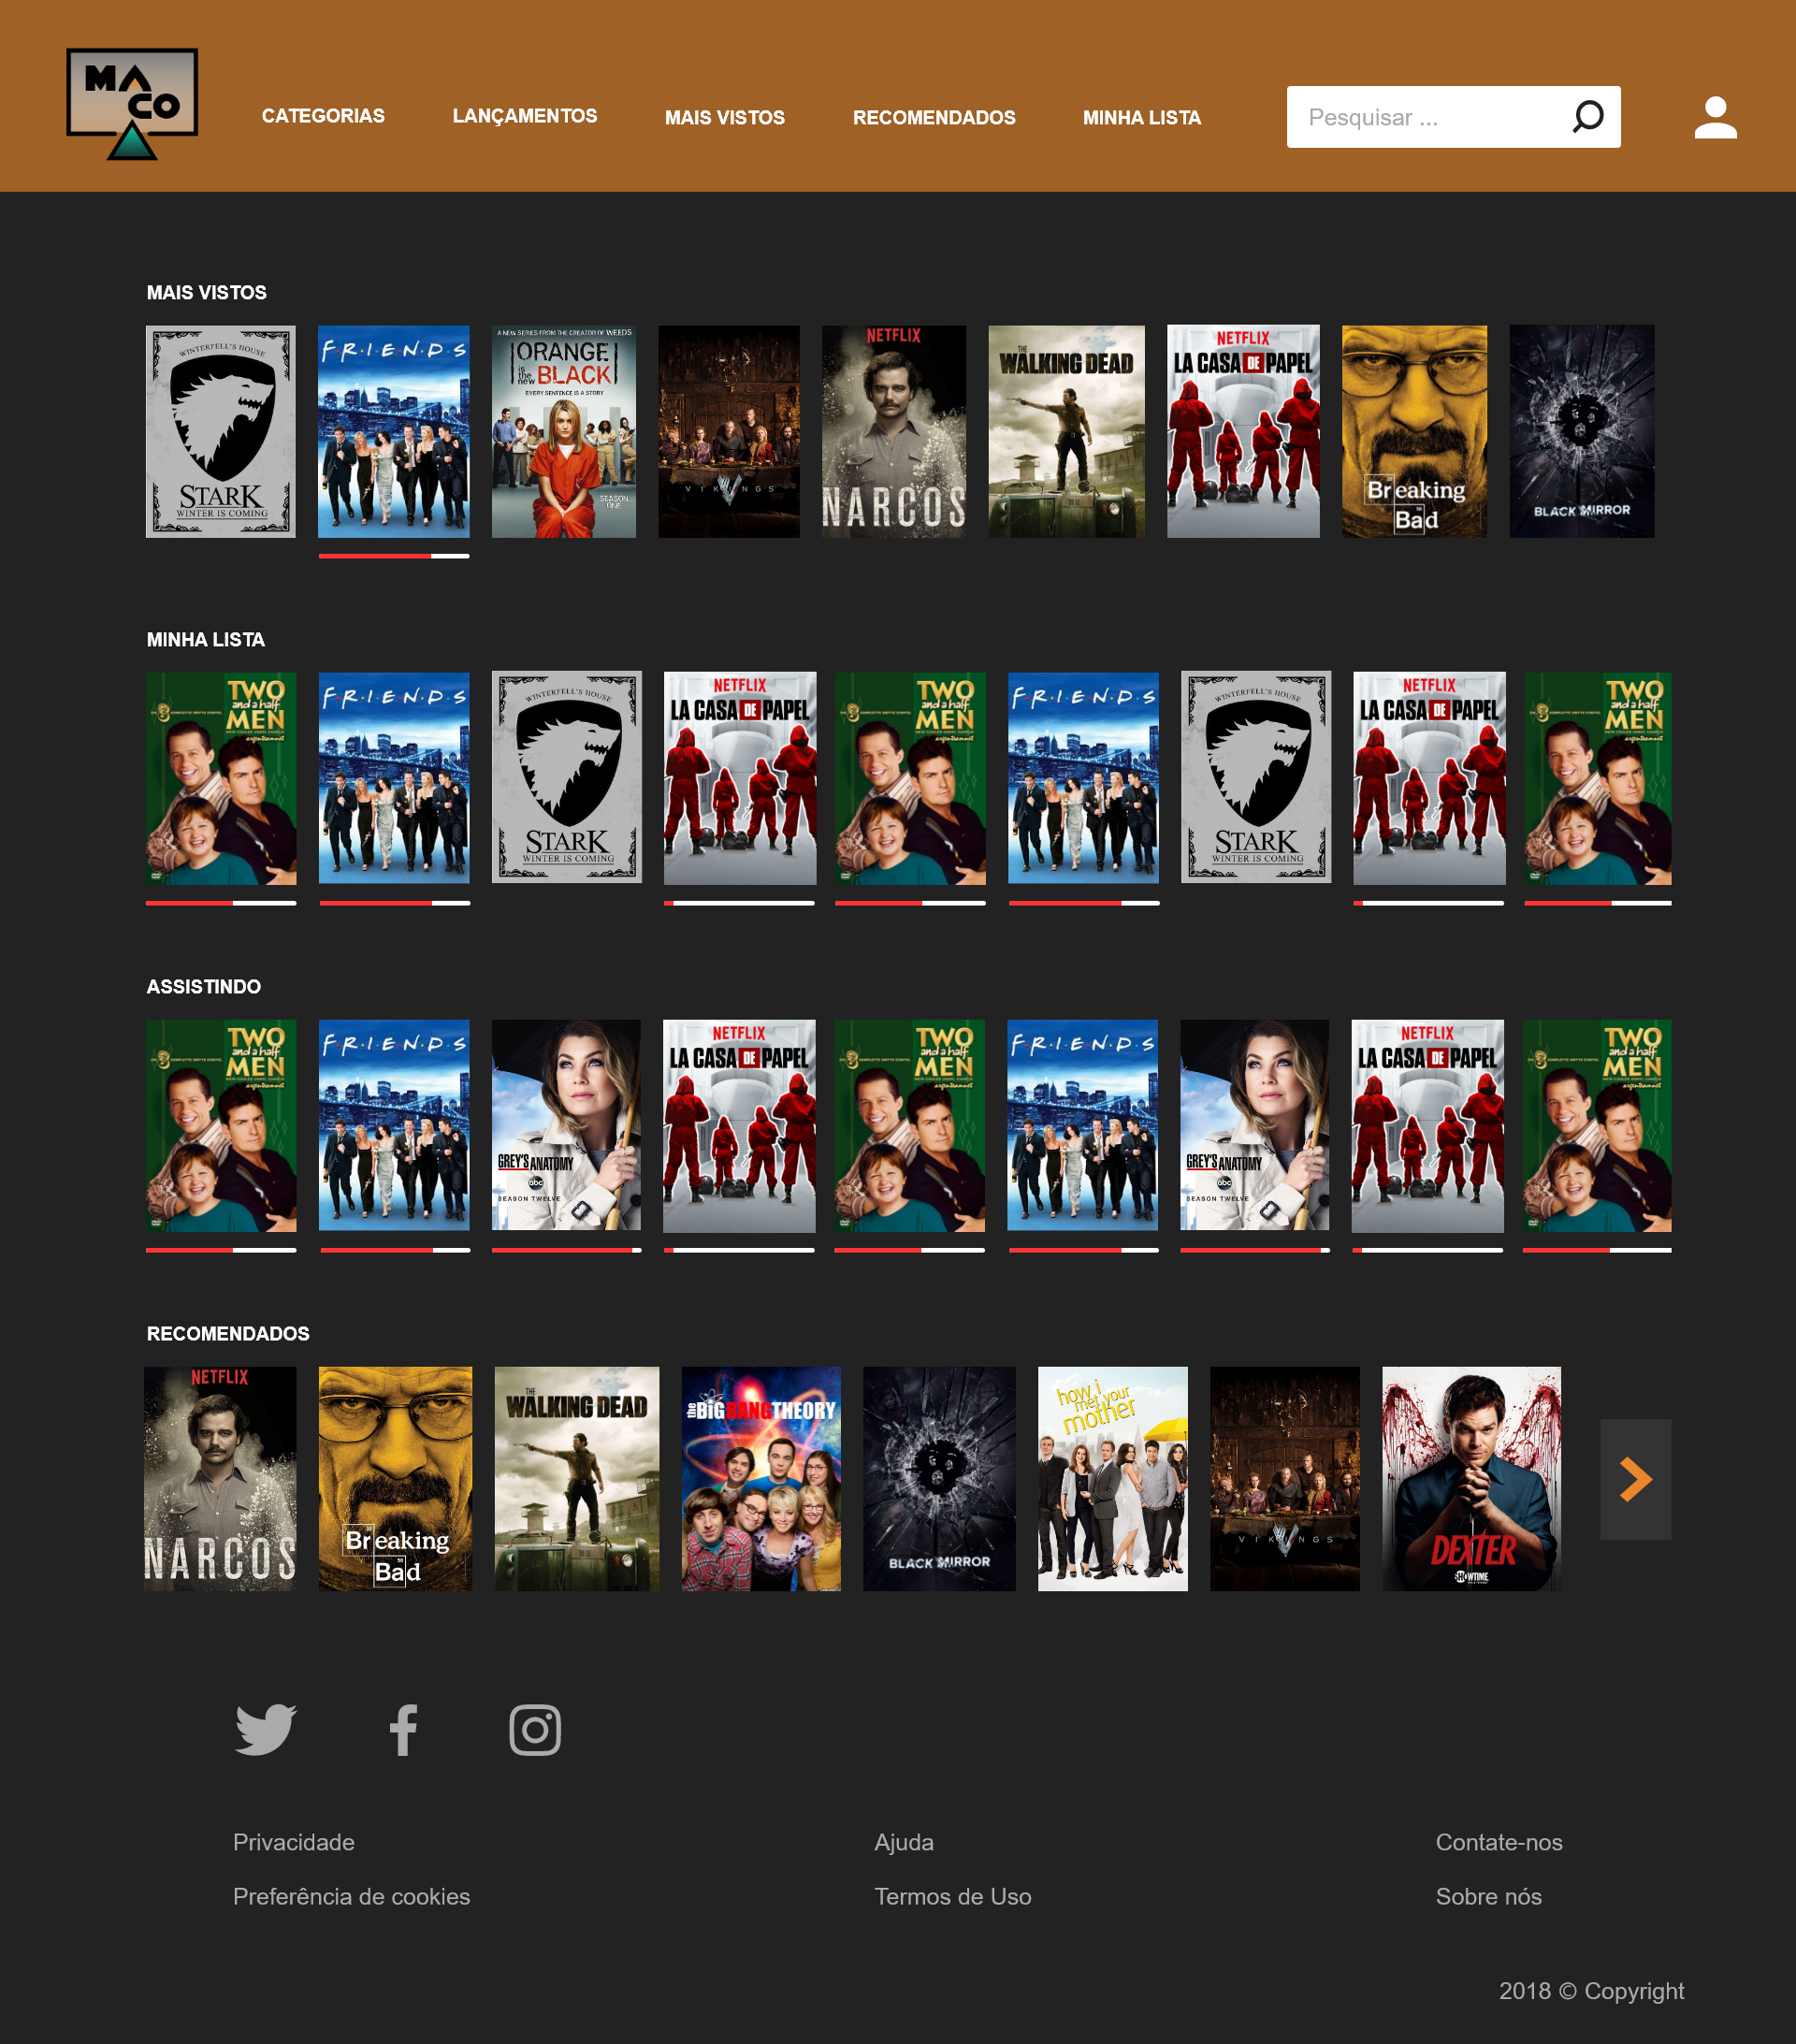 MACO
CATEGORIAS
LANÇAMENTOS
MAIS VISTOS
RECOMENDADOS
MINHA LISTA
Pesquisar ...
MAIS VISTOS
WINTERFELL'S HOUSE
STARK
WINTER IS COMING
F·R·I·E·N·D·S
A NEW SERIES FROM THE CREATOR OF WEEDS
ORANGE
is the new BLACK
EVERY SENTENCE IS A STORY
SEASON ONE
VIKINGS
NETFLIX
NARCOS
THE
WALKING DEAD
NETFLIX
LA CASA DE PAPEL
Breaking
Bad
BLACK MIRROR
MINHA LISTA
TWO
and a half
MEN
F·R·I·E·N·D·S
WINTERFELL'S HOUSE
STARK
WINTER IS COMING
NETFLIX
LA CASA DE PAPEL
TWO
and a half
MEN
F·R·I·E·N·D·S
WINTERFELL'S HOUSE
STARK
WINTER IS COMING
NETFLIX
LA CASA DE PAPEL
TWO
and a half
MEN
ASSISTINDO
TWO
and a half
MEN
F·R·I·E·N·D·S
GREY'S ANATOMY
abc
SEASON TWELVE
NETFLIX
LA CASA DE PAPEL
TWO
and a half
MEN
F·R·I·E·N·D·S
GREY'S ANATOMY
abc
SEASON TWELVE
NETFLIX
LA CASA DE PAPEL
TWO
and a half
MEN
RECOMENDADOS
NETFLIX
NARCOS
Breaking
Bad
THE
WALKING DEAD
the BIG BANG THEORY
BLACK MIRROR
how i
met your
mother
VIKINGS
DEXTER
SHOWTIME
Privacidade
Ajuda
Contate-nos
Preferência de cookies
Termos de Uso
Sobre nós
2018 © Copyright